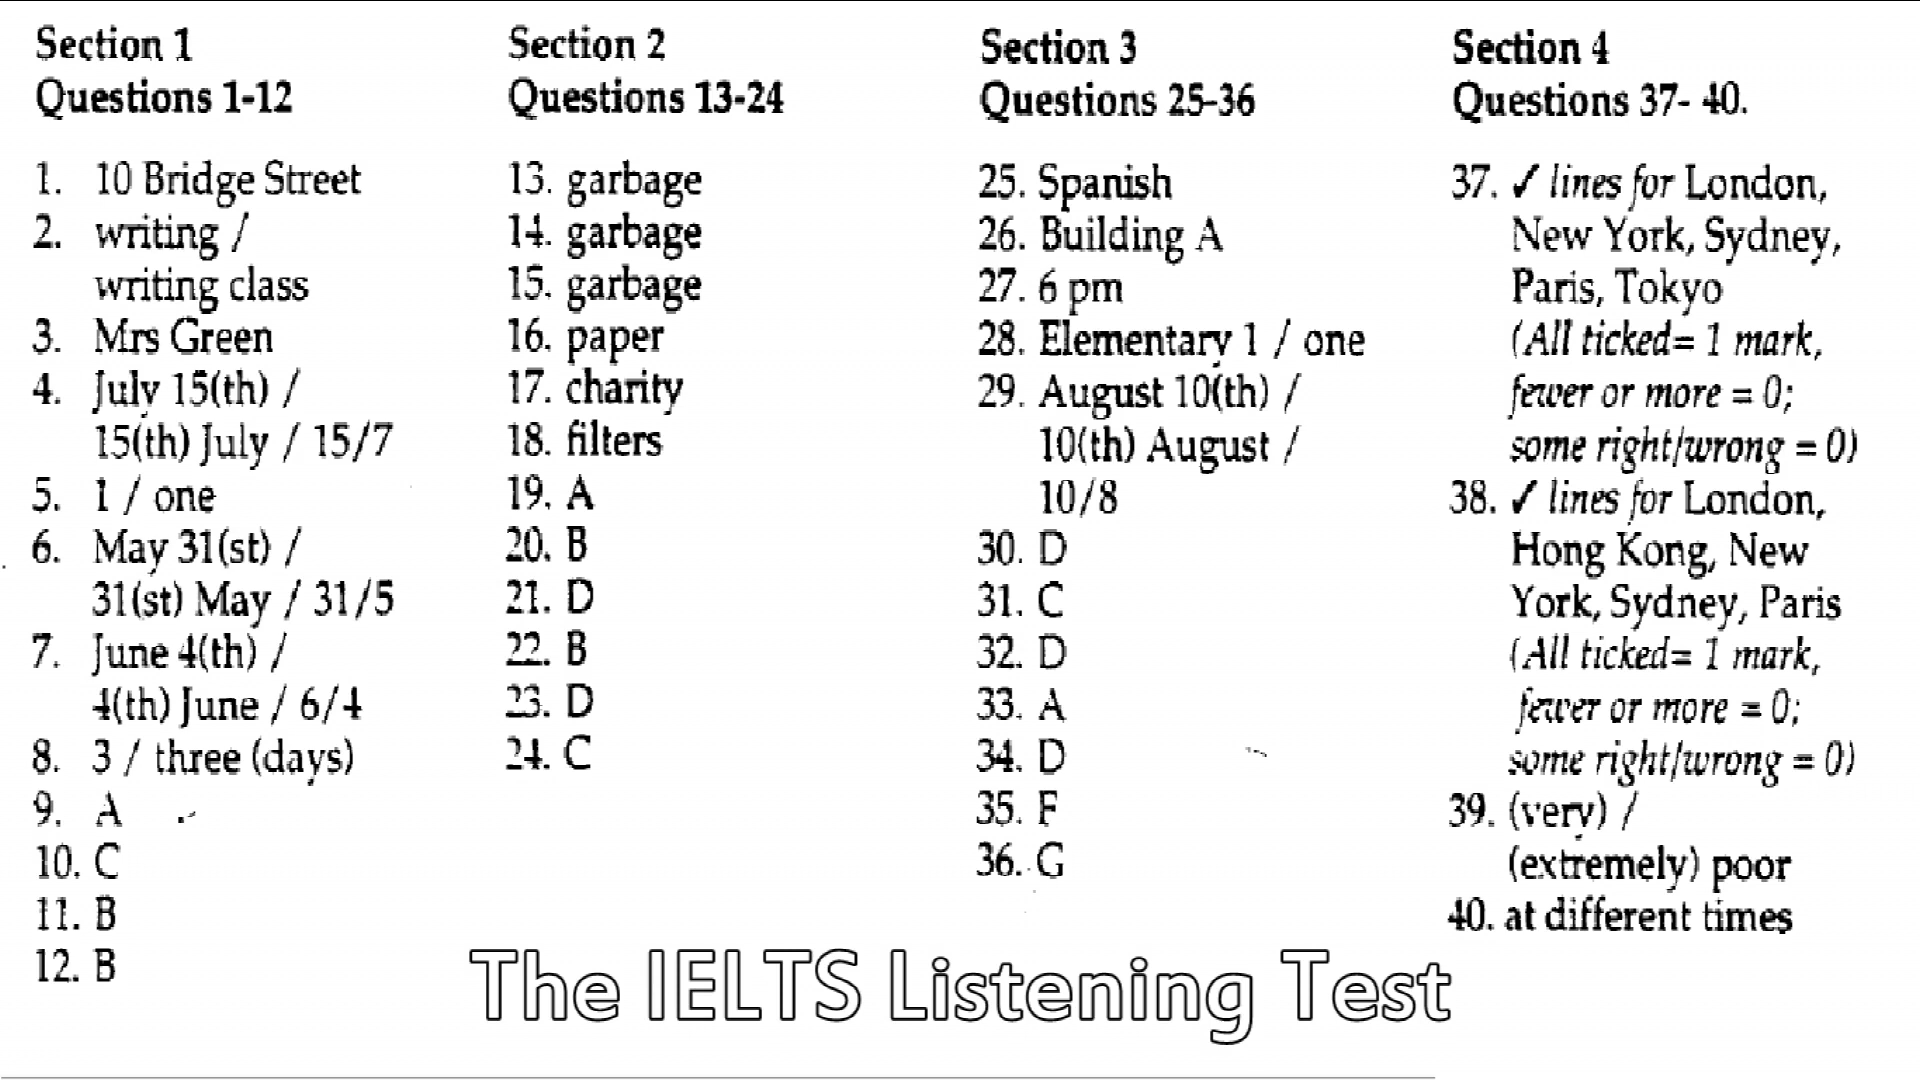 Section 1
Questions 1-12
1. 10 Bridge Street
2. writing /
writing class
3. Mrs Green
4. July 15(th) /
15(th) July / 15/7
5. 1 / one
6. May 31(st) /
31(st) May / 31/5
7. June 4(th) /
4(th) June / 6/4
8. 3 / three (days)
9. A
10. C
11. B
12. B
Section 2
Questions 13-24
13. garbage
14. garbage
15. garbage
16. paper
17. charity
18. filters
19. A
20. B
21. D
22. B
23. D
24. C
Section 3
Questions 25-36
25. Spanish
26. Building A
27. 6 pm
28. Elementary 1 / one
29. August 10(th) /
10(th) August /
10/8
30. D
31. C
32. D
33. A
34. D
35. F
36. G
Section 4
Questions 37- 40.
37. ✓ lines for London,
New York, Sydney,
Paris, Tokyo
(All ticked= 1 mark,
fewer or more = 0;
some right/wrong = 0)
38. ✓ lines for London,
Hong Kong, New
York, Sydney, Paris
(All ticked= 1 mark,
fewer or more = 0;
some right/wrong = 0)
39. (very) /
(extremely) poor
40. at different times
The IELTS Listening Test